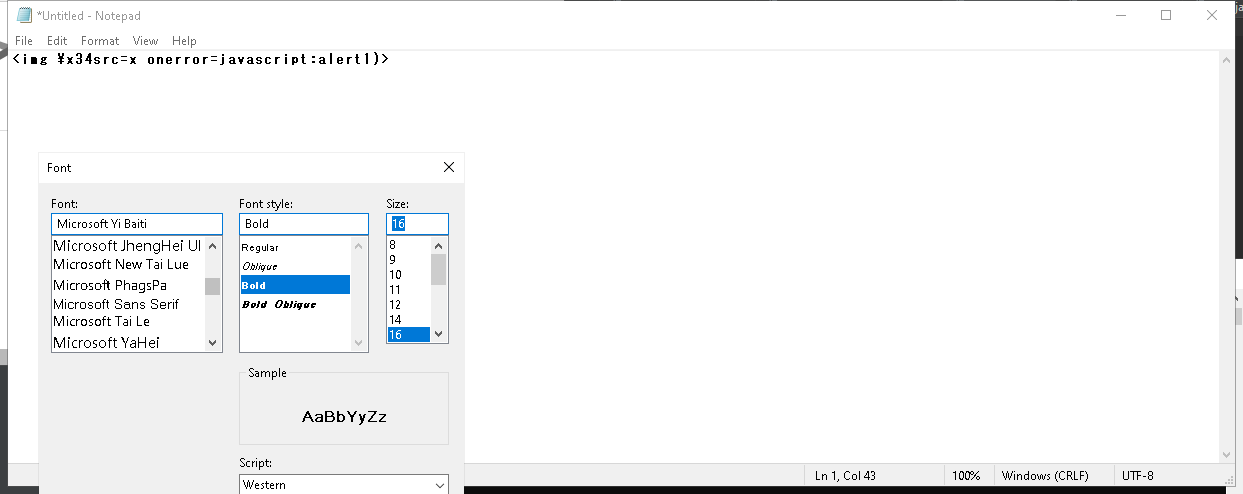 *Untitled - Notepad
File Edit Format View Help
<img ¥x34src=x onerror=javascript:alert1)>
Font
Font: Font style: Size:
Microsoft Yi Baiti Bold 16
Microsoft JhengHei UI
Microsoft New Tai Lue
Microsoft PhagsPa
Microsoft Sans Serif
Microsoft Tai Le
Microsoft YaHei
Regular
Oblique
Bold
Bold Oblique
8
9
10
11
12
14
16
Sample
AaBbYyZz
Script:
Western
Ln 1, Col 43 100% Windows (CRLF) UTF-8